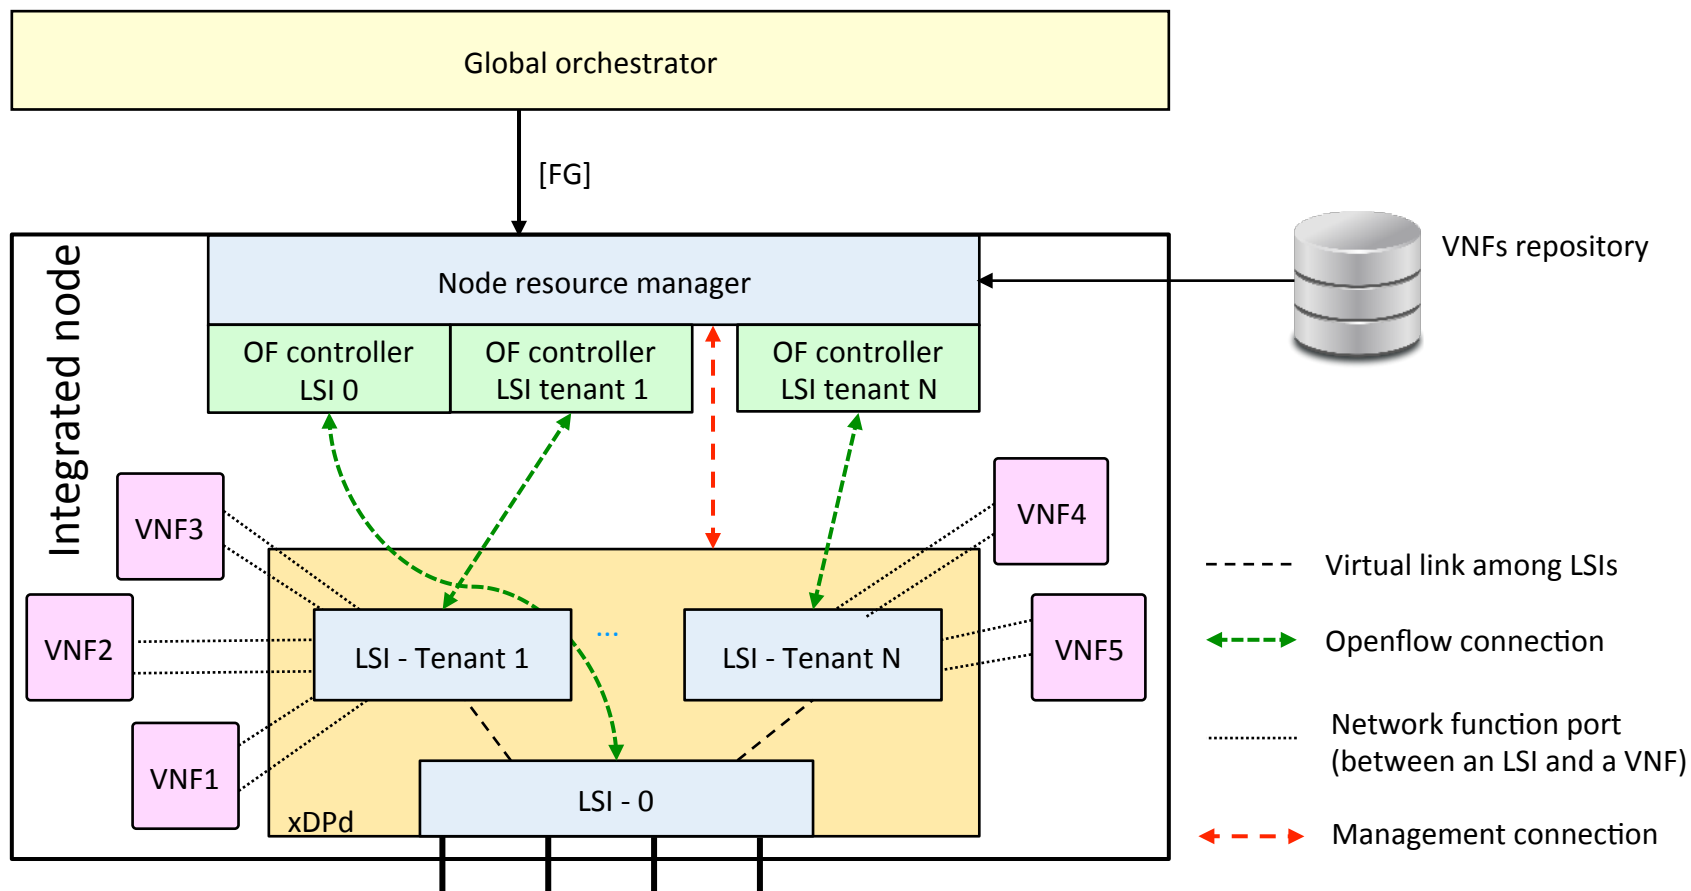 Global orchestrator
[FG]
Integrated node
Node resource manager
VNFs repository
OF controller
LSI 0
OF controller
LSI tenant 1
OF controller
LSI tenant N
VNF3
VNF4
VNF2
VNF5
VNF1
LSI - Tenant 1
...
LSI - Tenant N
LSI - 0
xDPd
Virtual link among LSIs
Openflow connection
Network function port
(between an LSI and a VNF)
Management connection